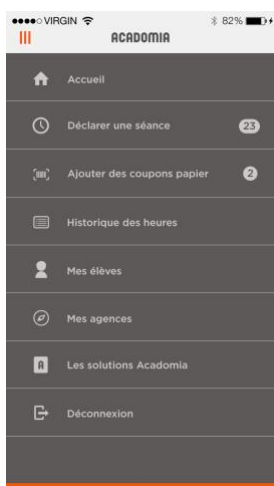 VIRGIN 82%
ACADOMIA
Accueil
Déclarer une séance 23
Ajouter des coupons papier 2
Historique des heures
Mes élèves
Mes agences
A Les solutions Acadomia
Déconnexion